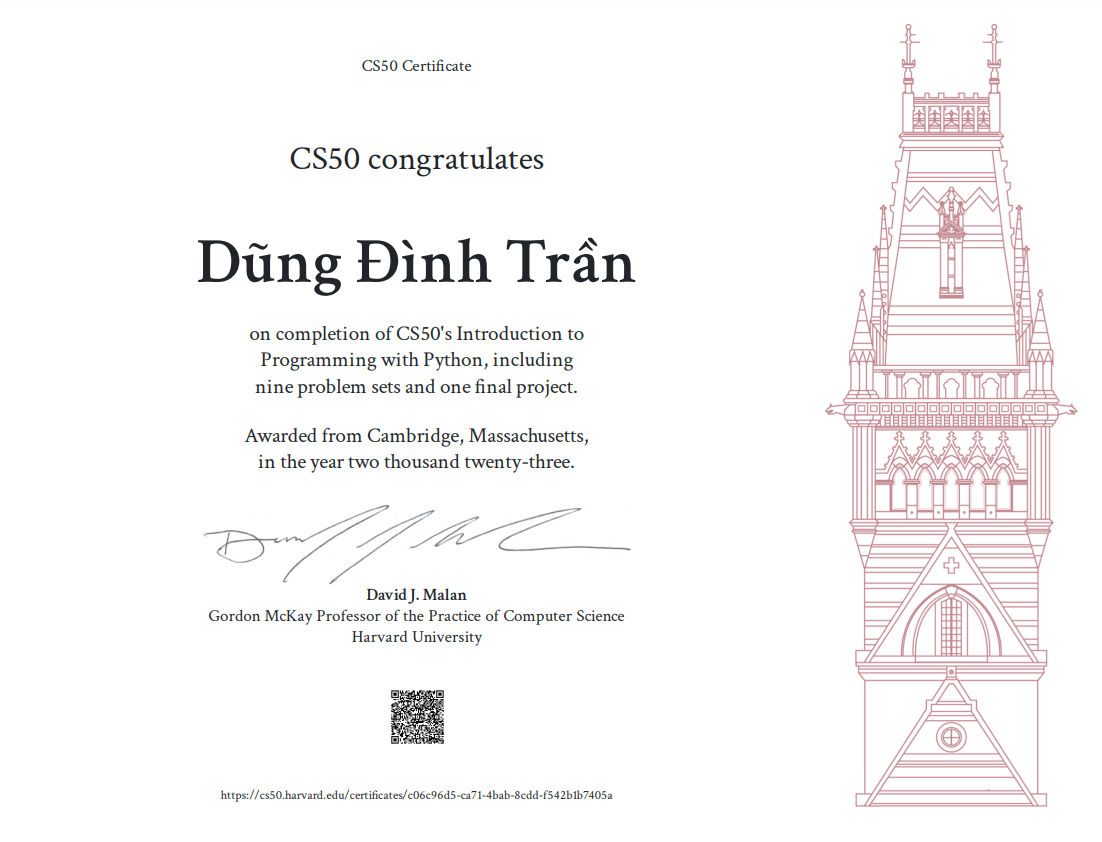 CS50 Certificate
CS50 congratulates
Dũng Đình Trần
on completion of CS50's Introduction to
Programming with Python, including
nine problem sets and one final project.
Awarded from Cambridge, Massachusetts,
in the year two thousand twenty-three.
David J. Malan
Gordon McKay Professor of the Practice of Computer Science
Harvard University
https://cs50.harvard.edu/certificates/c06c96d5-ca71-4bab-8cdd-f542b1b7405a